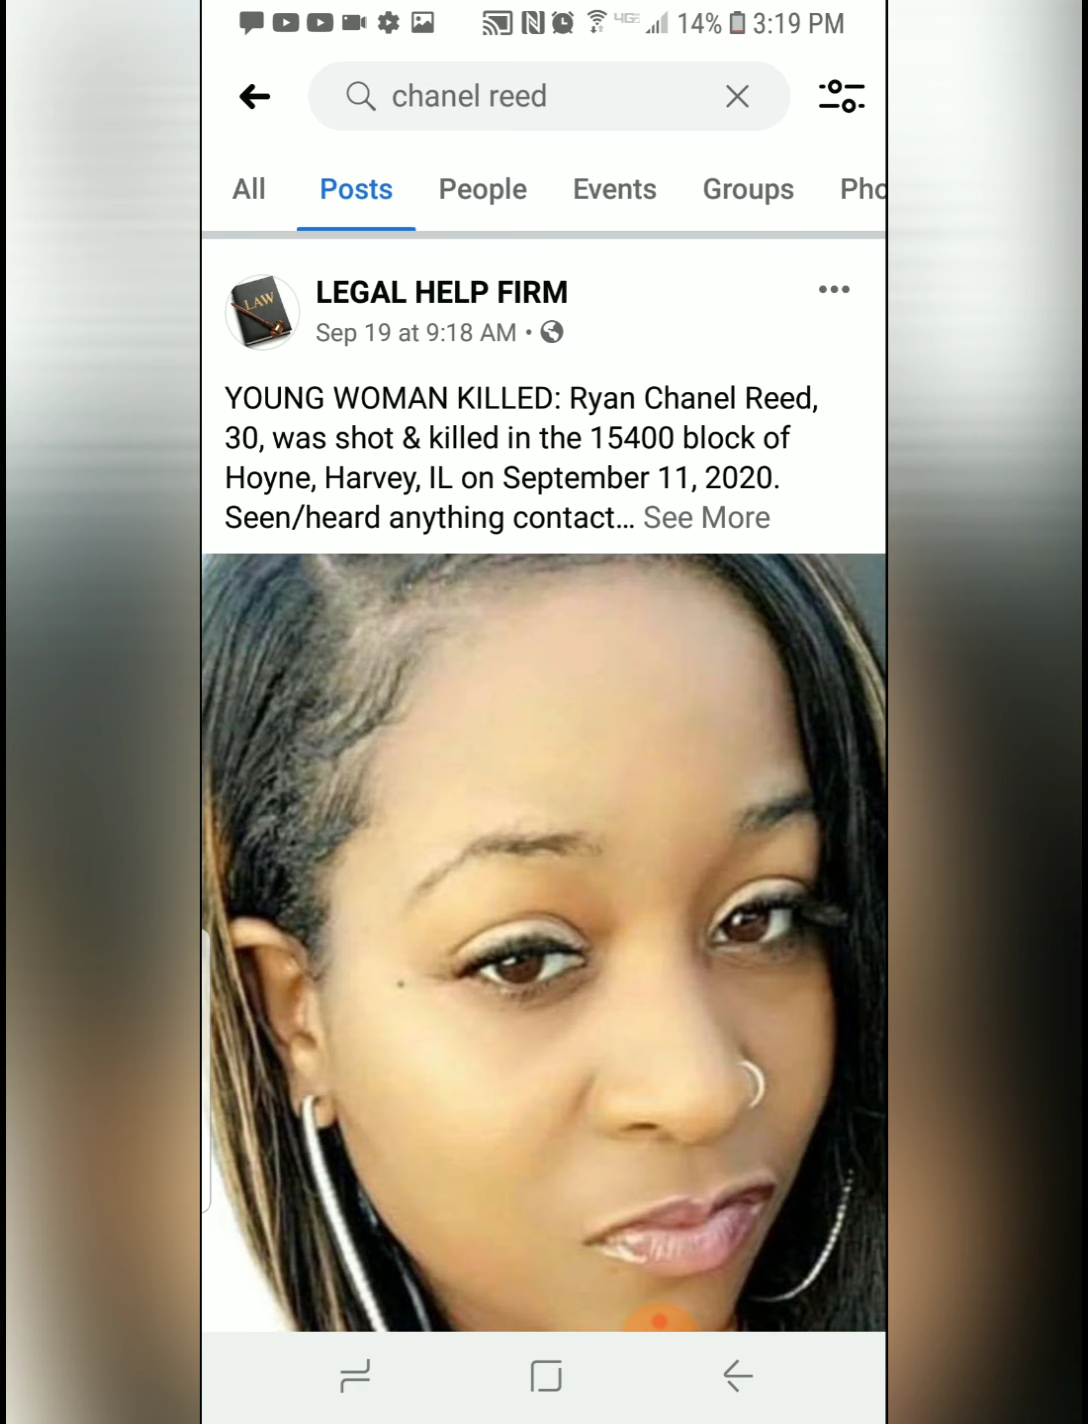 14% 3:19 PM
chanel reed
All Posts People Events Groups Pho
LAW
LEGAL HELP FIRM
Sep 19 at 9:18 AM •
YOUNG WOMAN KILLED: Ryan Chanel Reed,
30, was shot & killed in the 15400 block of
Hoyne, Harvey, IL on September 11, 2020.
Seen/heard anything contact... See More